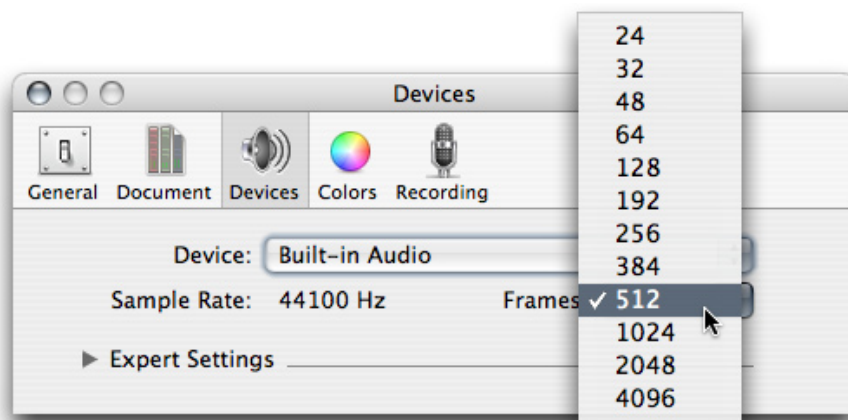 Devices
General Document Devices Colors Recording
Device: Built-in Audio
Sample Rate: 44100 Hz Frames
Expert Settings
24
32
48
64
128
192
256
384
✓ 512
1024
2048
4096